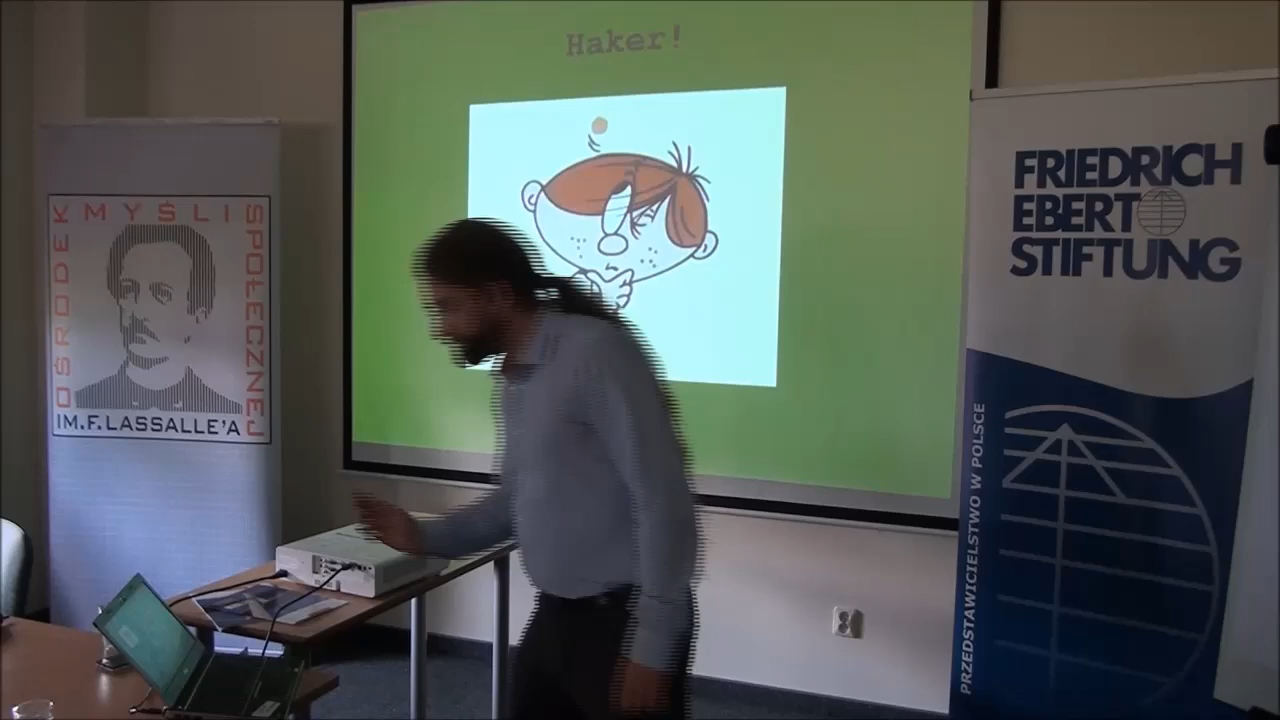 Haker!
OŚRODEK MYŚLI SPOŁECZNEJ
IM.F.LASSALLE'A
FRIEDRICH
EBERT
STIFTUNG
PRZEDSTAWICIELSTWO W POLSCE